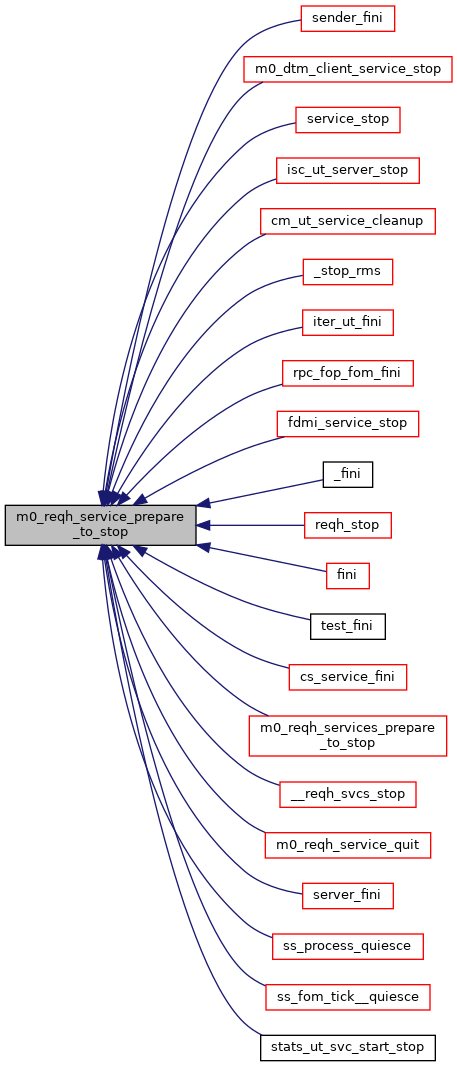 sender_fini
m0_dtm_client_service_stop
service_stop
isc_ut_server_stop
cm_ut_service_cleanup
_stop_rms
iter_ut_fini
rpc_fop_fom_fini
fdmi_service_stop
_fini
m0_reqh_service_prepare
_to_stop
reqh_stop
fini
test_fini
cs_service_fini
m0_reqh_services_prepare
_to_stop
__reqh_svcs_stop
m0_reqh_service_quit
server_fini
ss_process_quiesce
ss_fom_tick__quiesce
stats_ut_svc_start_stop